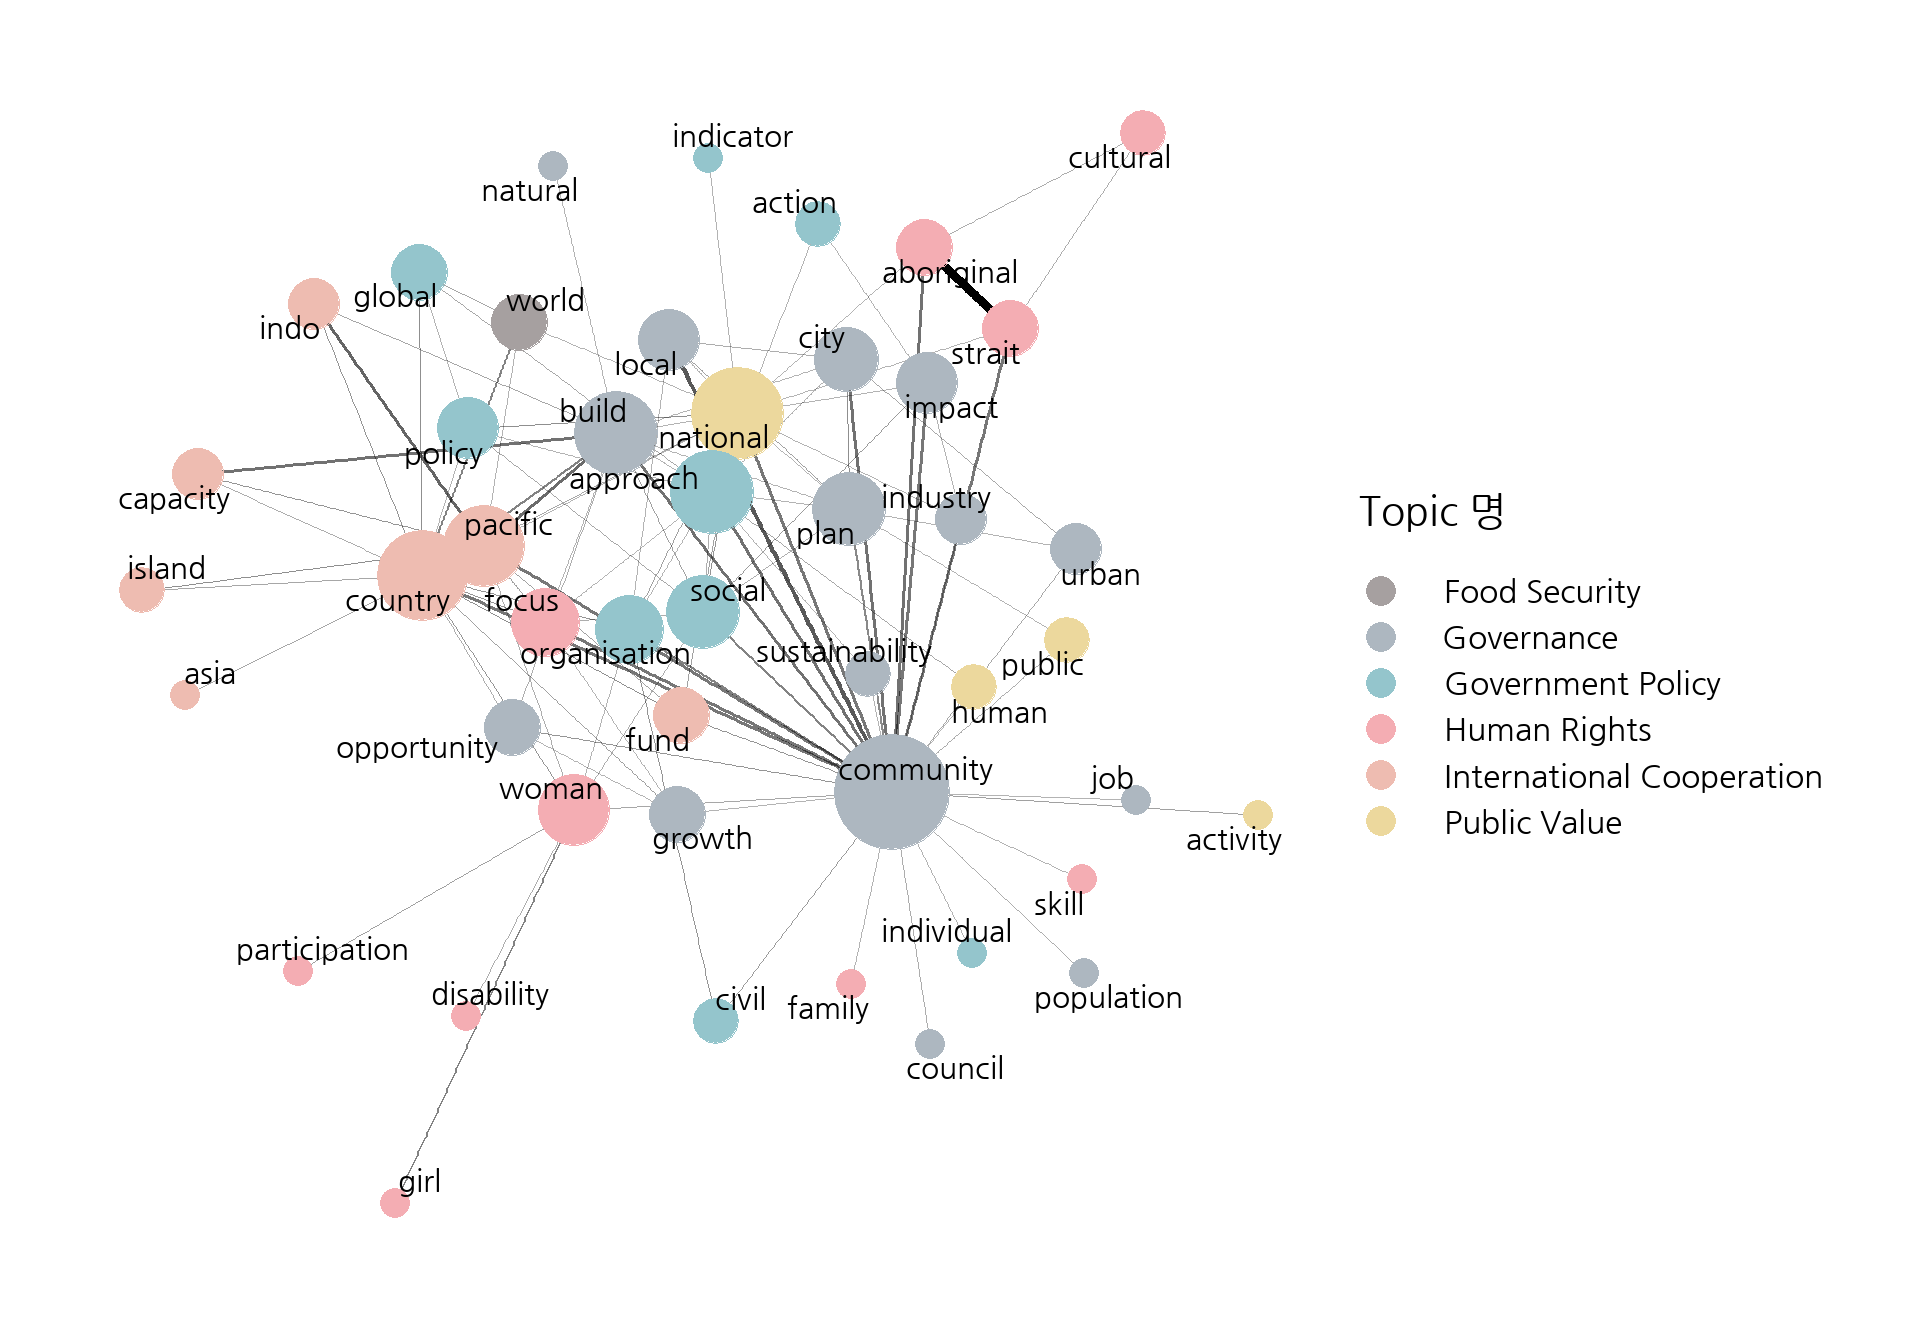 indicator
cultural
natural
action
aboriginal
global
world
indo
city
strait
local
build
impact
national
policy
approach
capacity
industry
pacific
plan
island
urban
country
focus
social
organisation
sustainability
public
asia
human
opportunity
fund
community
job
woman
growth
activity
skill
individual
participation
disability
civil
family
population
council
girl
Topic 명
Food Security
Governance
Government Policy
Human Rights
International Cooperation
Public Value